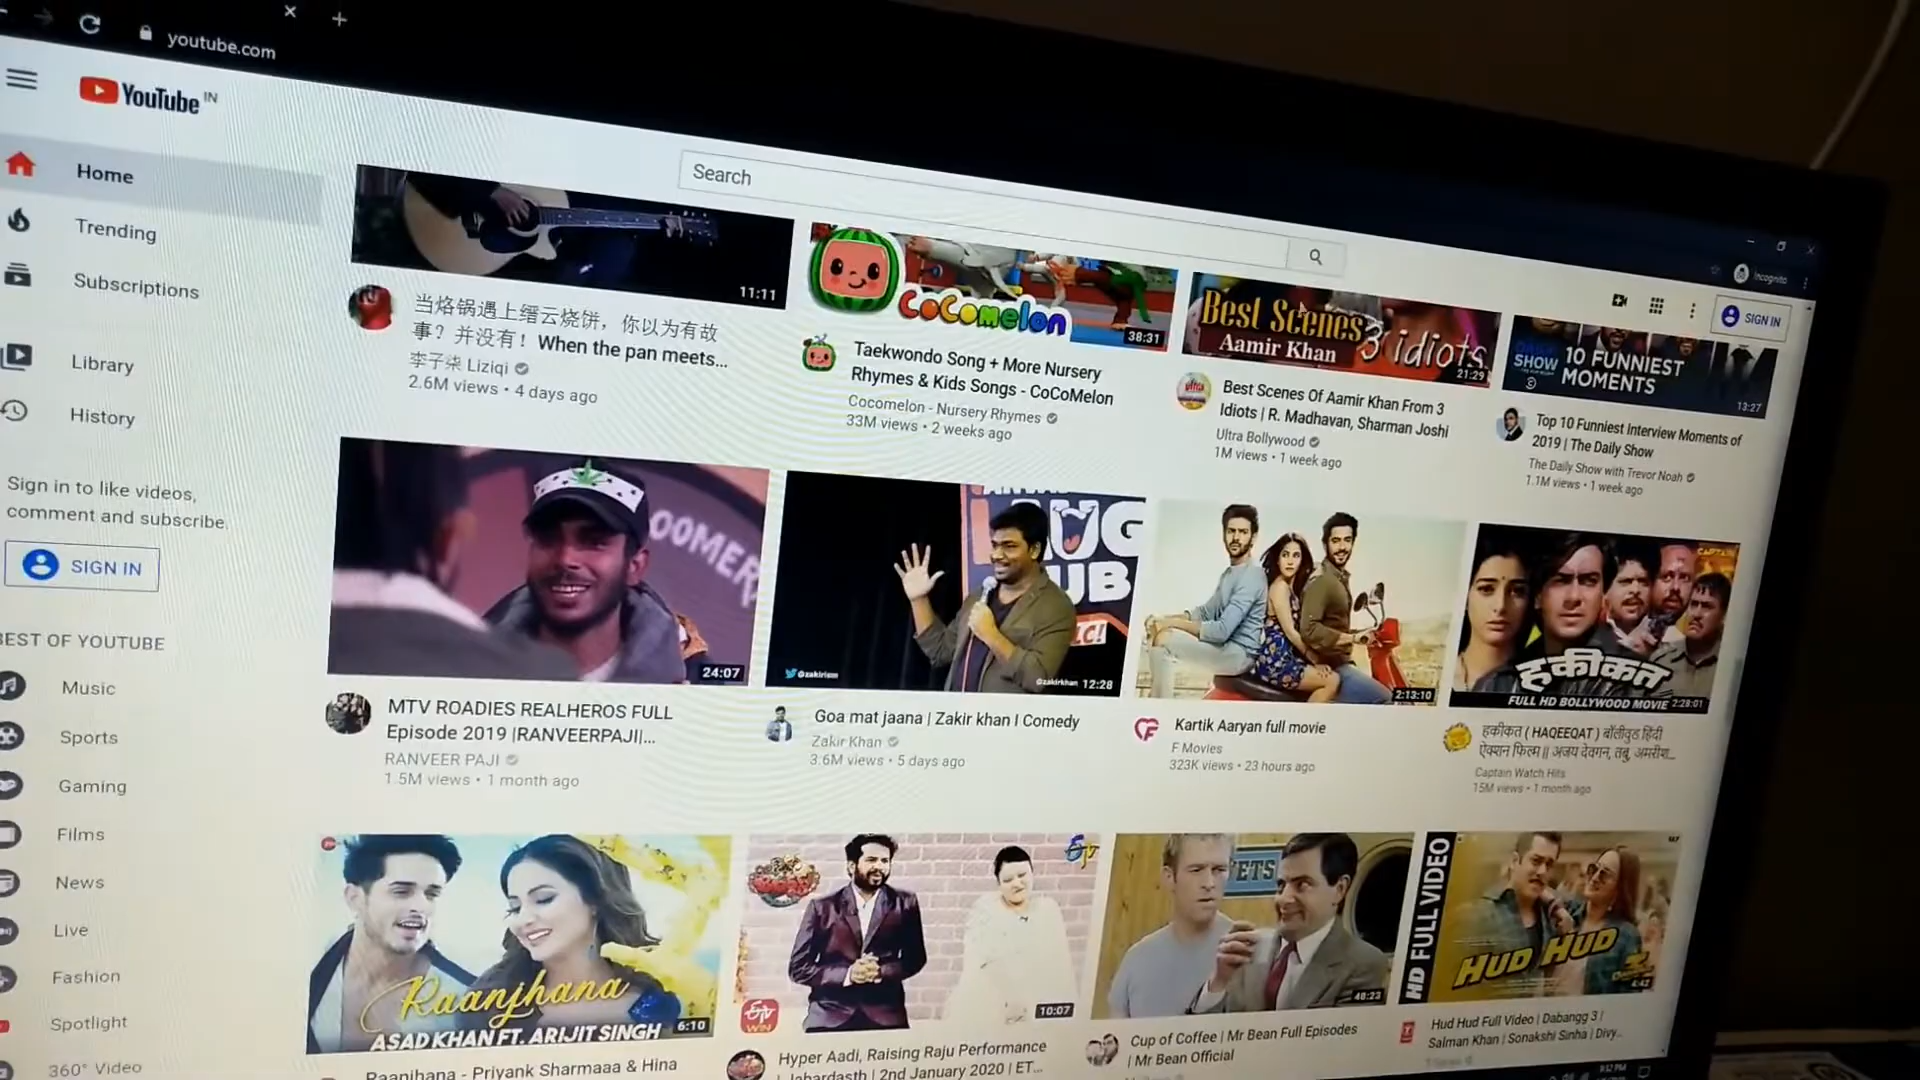 youtube.com
YouTube IN
Search
Incognito
SIGN IN
Home
Trending
Subscriptions
Library
History
Sign in to like videos,
comment and subscribe.
SIGN IN
BEST OF YOUTUBE
Music
Sports
Gaming
Films
News
Live
Fashion
Spotlight
360° Video
11:11
当烙锅遇上缙云烧饼，你以为有故
事？并没有！When the pan meets...
李子柒 Liziqi
2.6M views • 4 days ago
CoComelon
38:31
Taekwondo Song + More Nursery
Rhymes & Kids Songs - CoCoMelon
Cocomelon - Nursery Rhymes
33M views • 2 weeks ago
Best Scenes
Aamir Khan 3 idiots
21:29
Best Scenes Of Aamir Khan From 3
Idiots | R. Madhavan, Sharman Joshi
Ultra Bollywood
1M views • 1 week ago
SHOW
10 FUNNIEST
MOMENTS
13:27
Top 10 Funniest Interview Moments of
2019 | The Daily Show
The Daily Show with Trevor Noah
1.1M views • 1 week ago
OOMER
24:07
MTV ROADIES REALHEROS FULL
Episode 2019 |RANVEERPAJI|...
RANVEER PAJI
1.5M views • 1 month ago
@zakirism
@zakirkhan
12:28
Goa mat jaana | Zakir khan I Comedy
Zakir Khan
3.6M views • 5 days ago
2:13:10
Kartik Aaryan full movie
F Movies
323K views • 23 hours ago
CAPTAIN
हकीकत
FULL HD BOLLYWOOD MOVIE 2:28:01
हकीकत ( HAQEEQAT ) बॉलीवुड हिंदी
ऐक्शन फिल्म || अजय देवगन, तबु, अमरीश...
Captain Watch Hits
15M views • 1 month ago
Raanjhana
ASAD KHAN FT. ARIJIT SINGH
6:10
Raanjhana - Priyank Sharmaaa & Hina
WIN
10:07
Hyper Aadi, Raising Raju Performance
| Jabardasth | 2nd January 2020 | ET...
ETS
48:23
Cup of Coffee | Mr Bean Full Episodes
| Mr Bean Official
HD FULL VIDEO
HUD HUD
4:42
Hud Hud Full Video | Dabangg 3 |
Salman Khan | Sonakshi Sinha | Divy...
9:12 PM